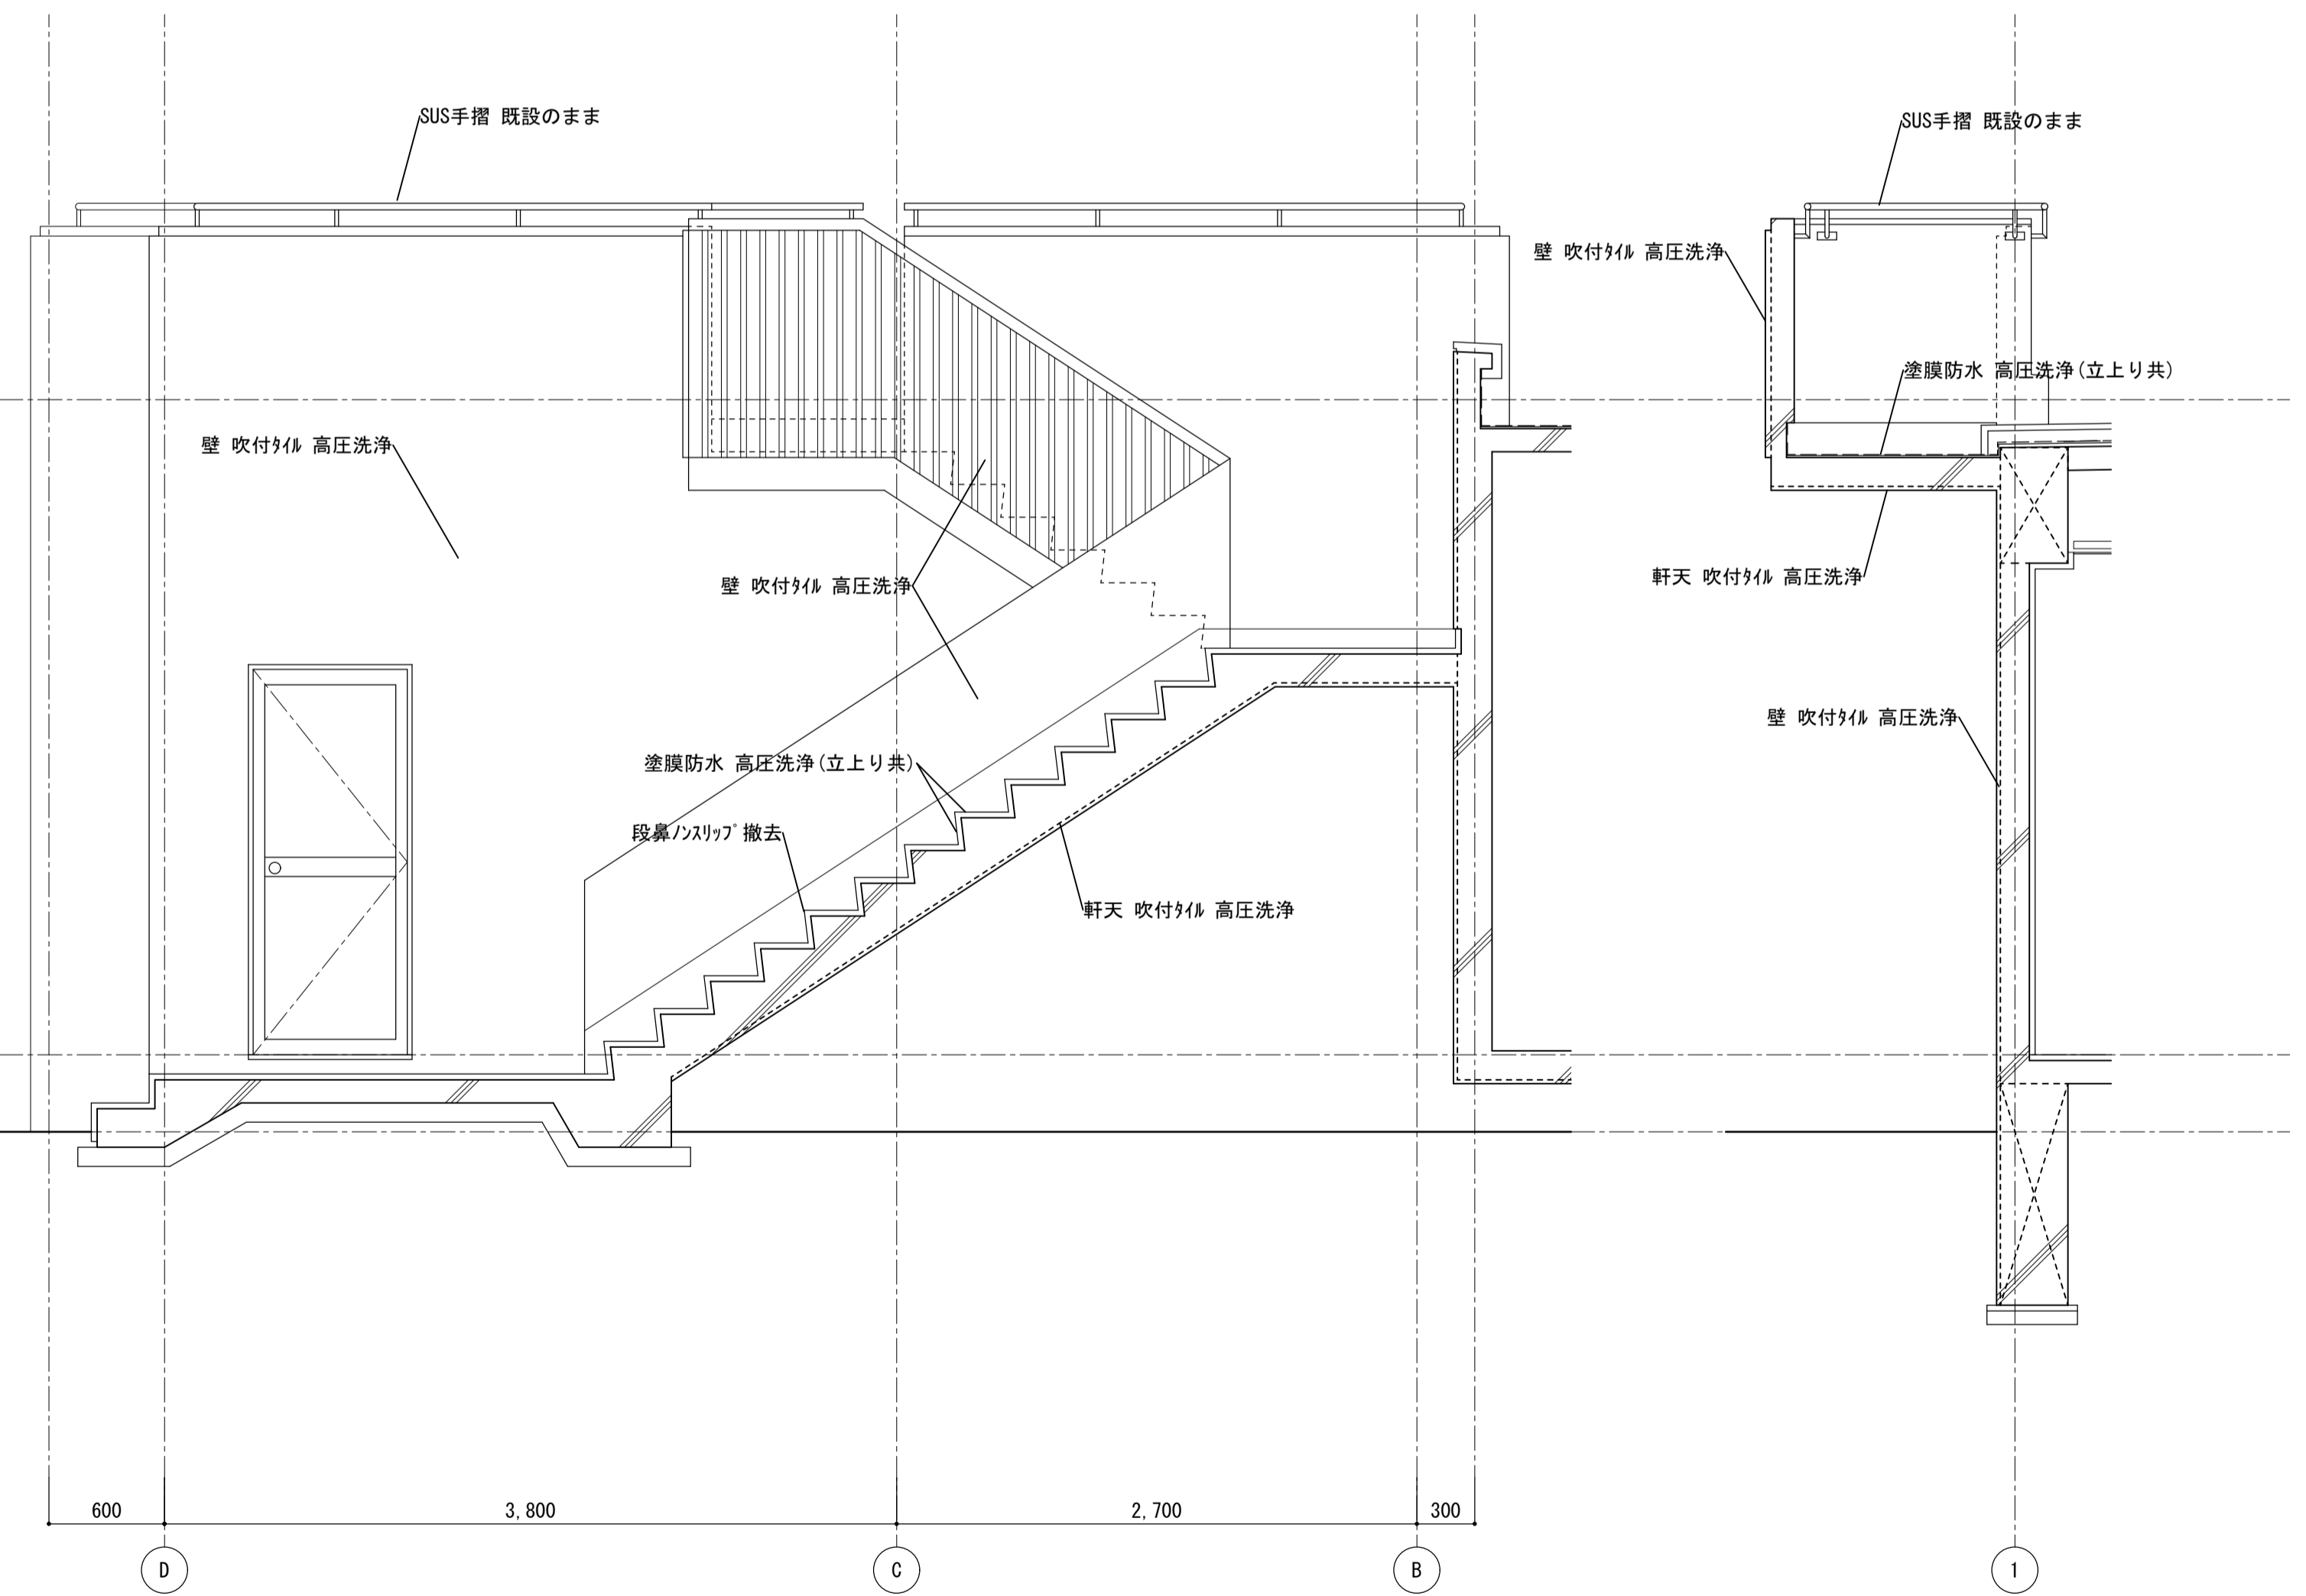 SUS手摺 既設のまま
SUS手摺 既設のまま
壁 吹付ﾀｲﾙ 高圧洗浄
塗膜防水 高圧洗浄(立上り共)
壁 吹付ﾀｲﾙ 高圧洗浄
軒天 吹付ﾀｲﾙ 高圧洗浄
壁 吹付ﾀｲﾙ 高圧洗浄
壁 吹付ﾀｲﾙ 高圧洗浄
塗膜防水 高圧洗浄(立上り共)
段鼻ﾉﾝｽﾘｯﾌﾟ撤去
軒天 吹付ﾀｲﾙ 高圧洗浄
600 3,800 2,700 300
D C B 1